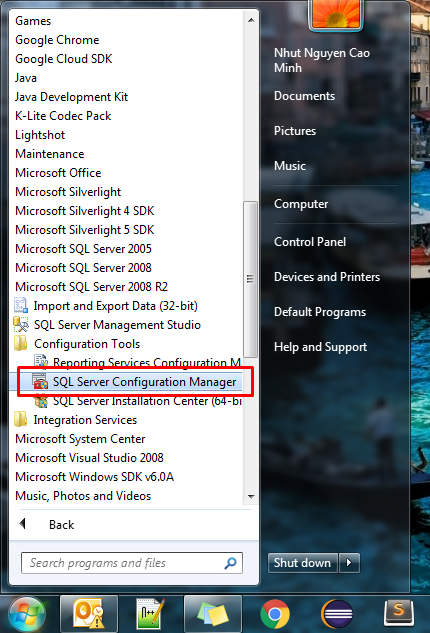 Games
Google Chrome
Google Cloud SDK
Java
Java Development Kit
K-Lite Codec Pack
Lightshot
Maintenance
Microsoft Office
Microsoft Silverlight
Microsoft Silverlight 4 SDK
Microsoft Silverlight 5 SDK
Microsoft SQL Server 2005
Microsoft SQL Server 2008
Microsoft SQL Server 2008 R2
Import and Export Data (32-bit)
SQL Server Management Studio
Configuration Tools
Reporting Services Configuration M
SQL Server Configuration Manager
SQL Server Installation Center (64-bi
Integration Services
Microsoft System Center
Microsoft Visual Studio 2008
Microsoft Windows SDK v6.0A
Music, Photos and Videos
Back
Search programs and files
Nhut Nguyen Cao
Minh
Documents
Pictures
Music
Computer
Control Panel
Devices and Printers
Default Programs
Help and Support
Shut down